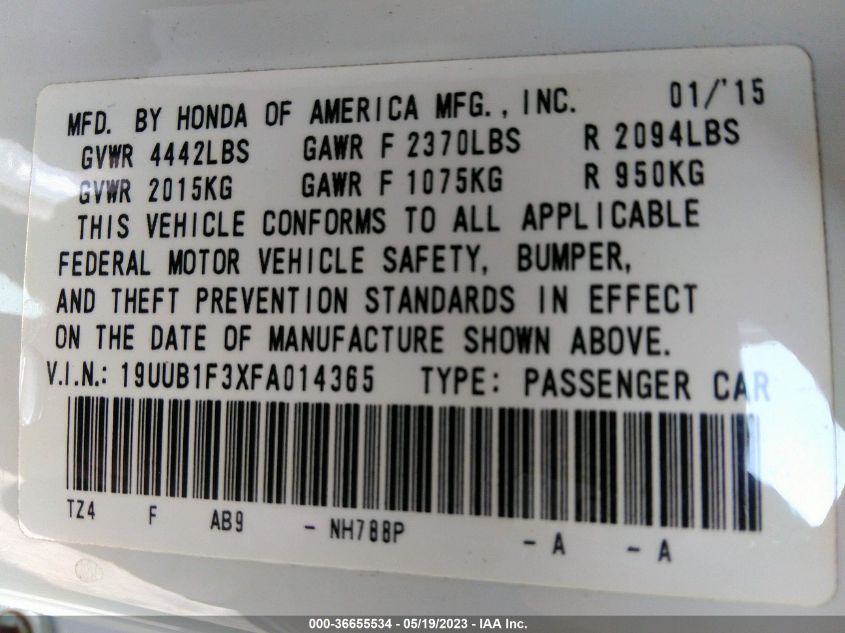 MFD. BY HONDA OF AMERICA MFG., INC. 01/'15
GVWR 4442LBS GAWR F 2370LBS R 2094LBS
GVWR 2015KG GAWR F 1075KG R 950KG
THIS VEHICLE CONFORMS TO ALL APPLICABLE
FEDERAL MOTOR VEHICLE SAFETY, BUMPER,
AND THEFT PREVENTION STANDARDS IN EFFECT
ON THE DATE OF MANUFACTURE SHOWN ABOVE.
V.I.N.: 19UUB1F3XFA014365 TYPE: PASSENGER CAR
TZ4 F AB9 - NH788P - A - A
000-36655534 - 05/19/2023 - IAA Inc.